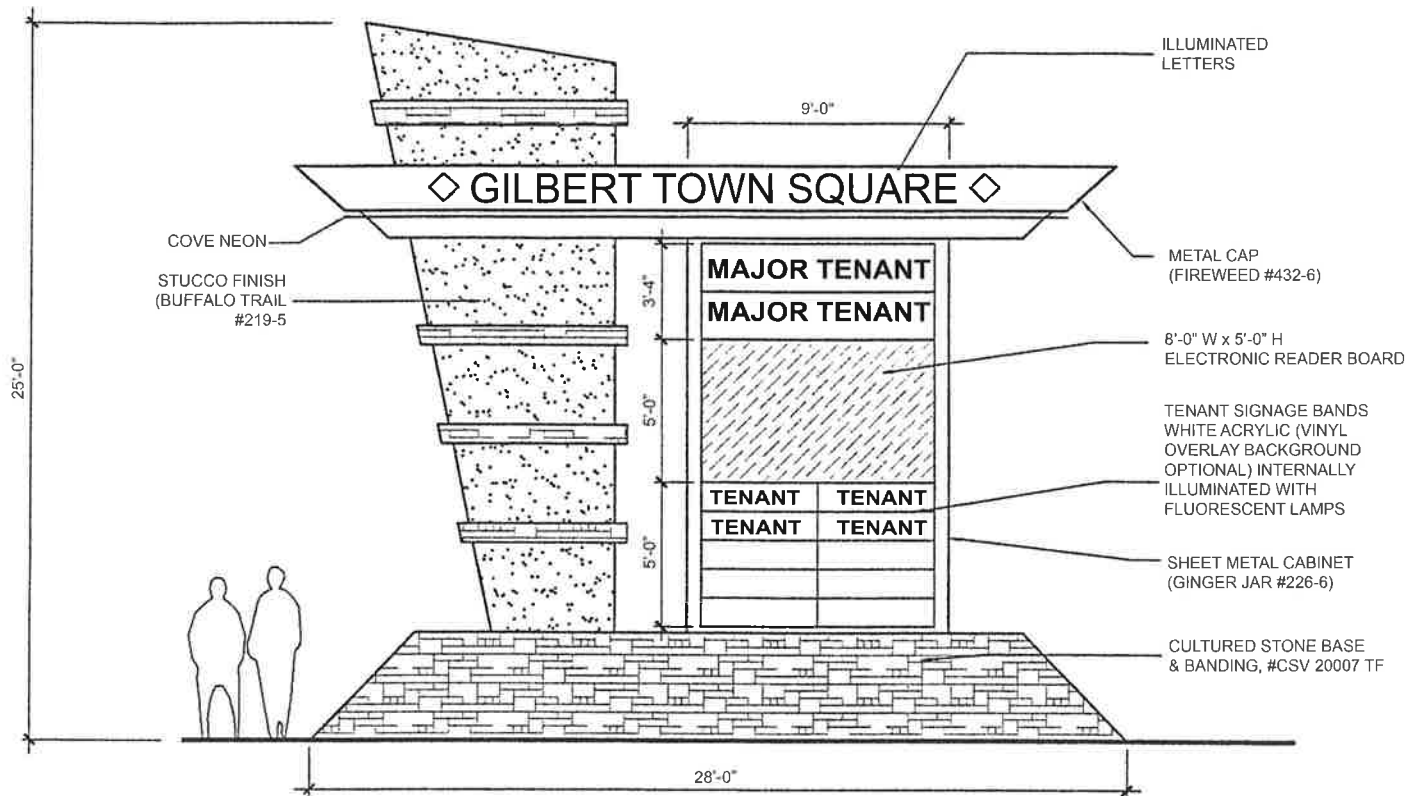 ILLUMINATED
LETTERS
9'-0"
◇ GILBERT TOWN SQUARE ◇
COVE NEON
STUCCO FINISH
(BUFFALO TRAIL
#219-5
25'-0"
3'-4"
5'-0"
5'-0"
MAJOR TENANT
MAJOR TENANT
TENANT TENANT
TENANT TENANT
METAL CAP
(FIREWEED #432-6)
8'-0" W x 5'-0" H
ELECTRONIC READER BOARD
TENANT SIGNAGE BANDS
WHITE ACRYLIC (VINYL
OVERLAY BACKGROUND
OPTIONAL) INTERNALLY
ILLUMINATED WITH
FLUORESCENT LAMPS
SHEET METAL CABINET
(GINGER JAR #226-6)
CULTURED STONE BASE
& BANDING, #CSV 20007 TF
28'-0"